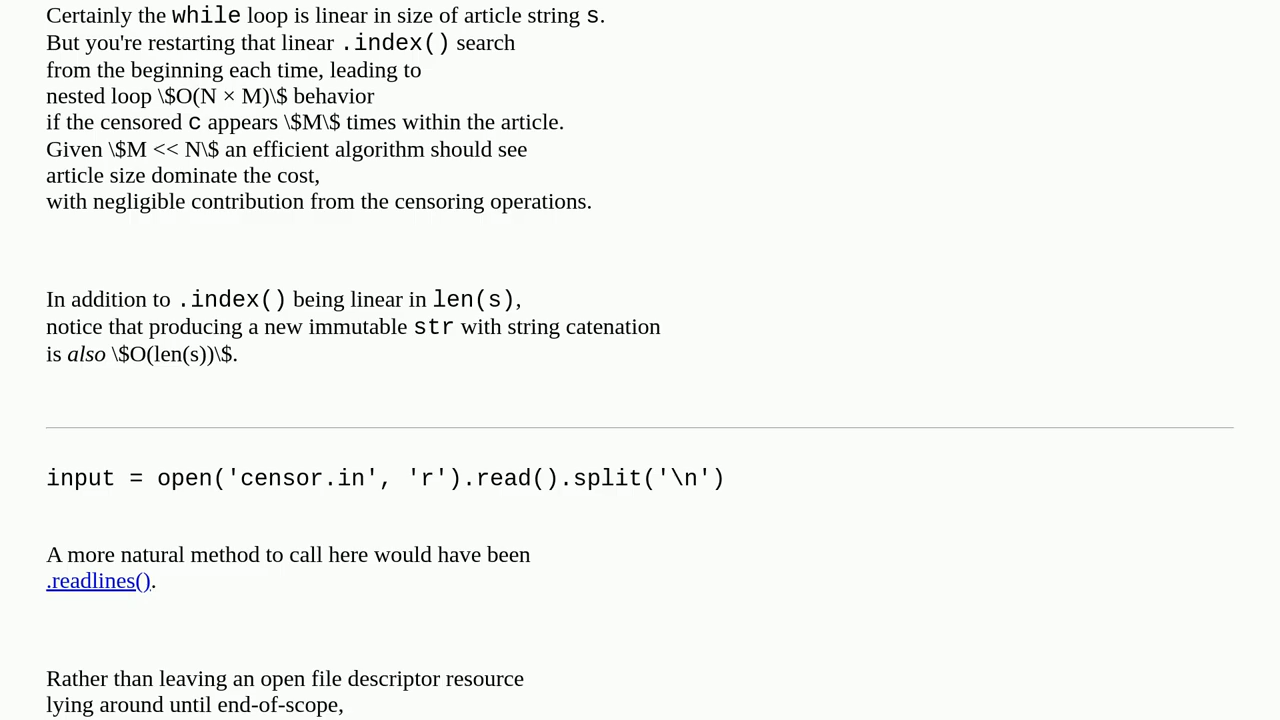 Certainly the while loop is linear in size of article string s.
But you're restarting that linear .index() search
from the beginning each time, leading to
nested loop \$O(N × M)\$ behavior
if the censored c appears \$M\$ times within the article.
Given \$M << N\$ an efficient algorithm should see
article size dominate the cost,
with negligible contribution from the censoring operations.
In addition to .index() being linear in len(s),
notice that producing a new immutable str with string catenation
is also \$O(len(s))\$.
input = open('censor.in', 'r').read().split('\n')
A more natural method to call here would have been
.readlines().
Rather than leaving an open file descriptor resource
lying around until end-of-scope,